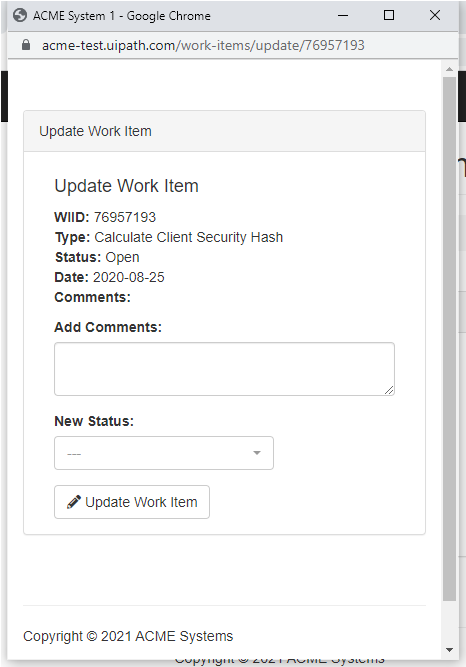 ACME System 1 - Google Chrome
acme-test.uipath.com/work-items/update/76957193
Update Work Item
Update Work Item
WIID: 76957193
Type: Calculate Client Security Hash
Status: Open
Date: 2020-08-25
Comments:
Add Comments:
New Status:
---
Update Work Item
Copyright © 2021 ACME Systems
Copyright © 2021 ACME Systems